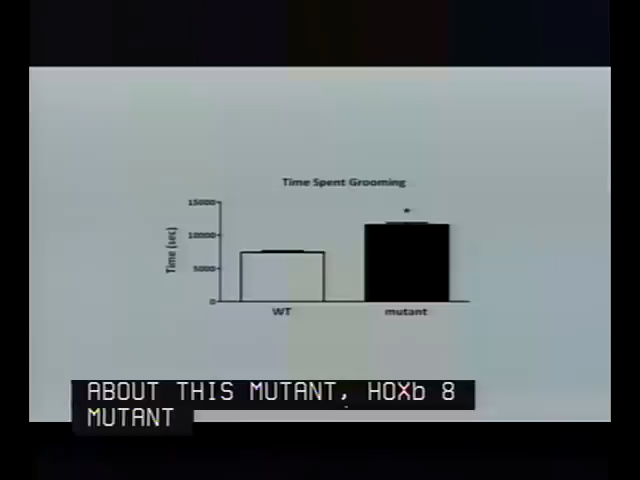 Time Spent Grooming
*
15000
10000
5000
0
Time (sec)
WT
mutant
ABOUT THIS MUTANT, HOXb 8
MUTANT